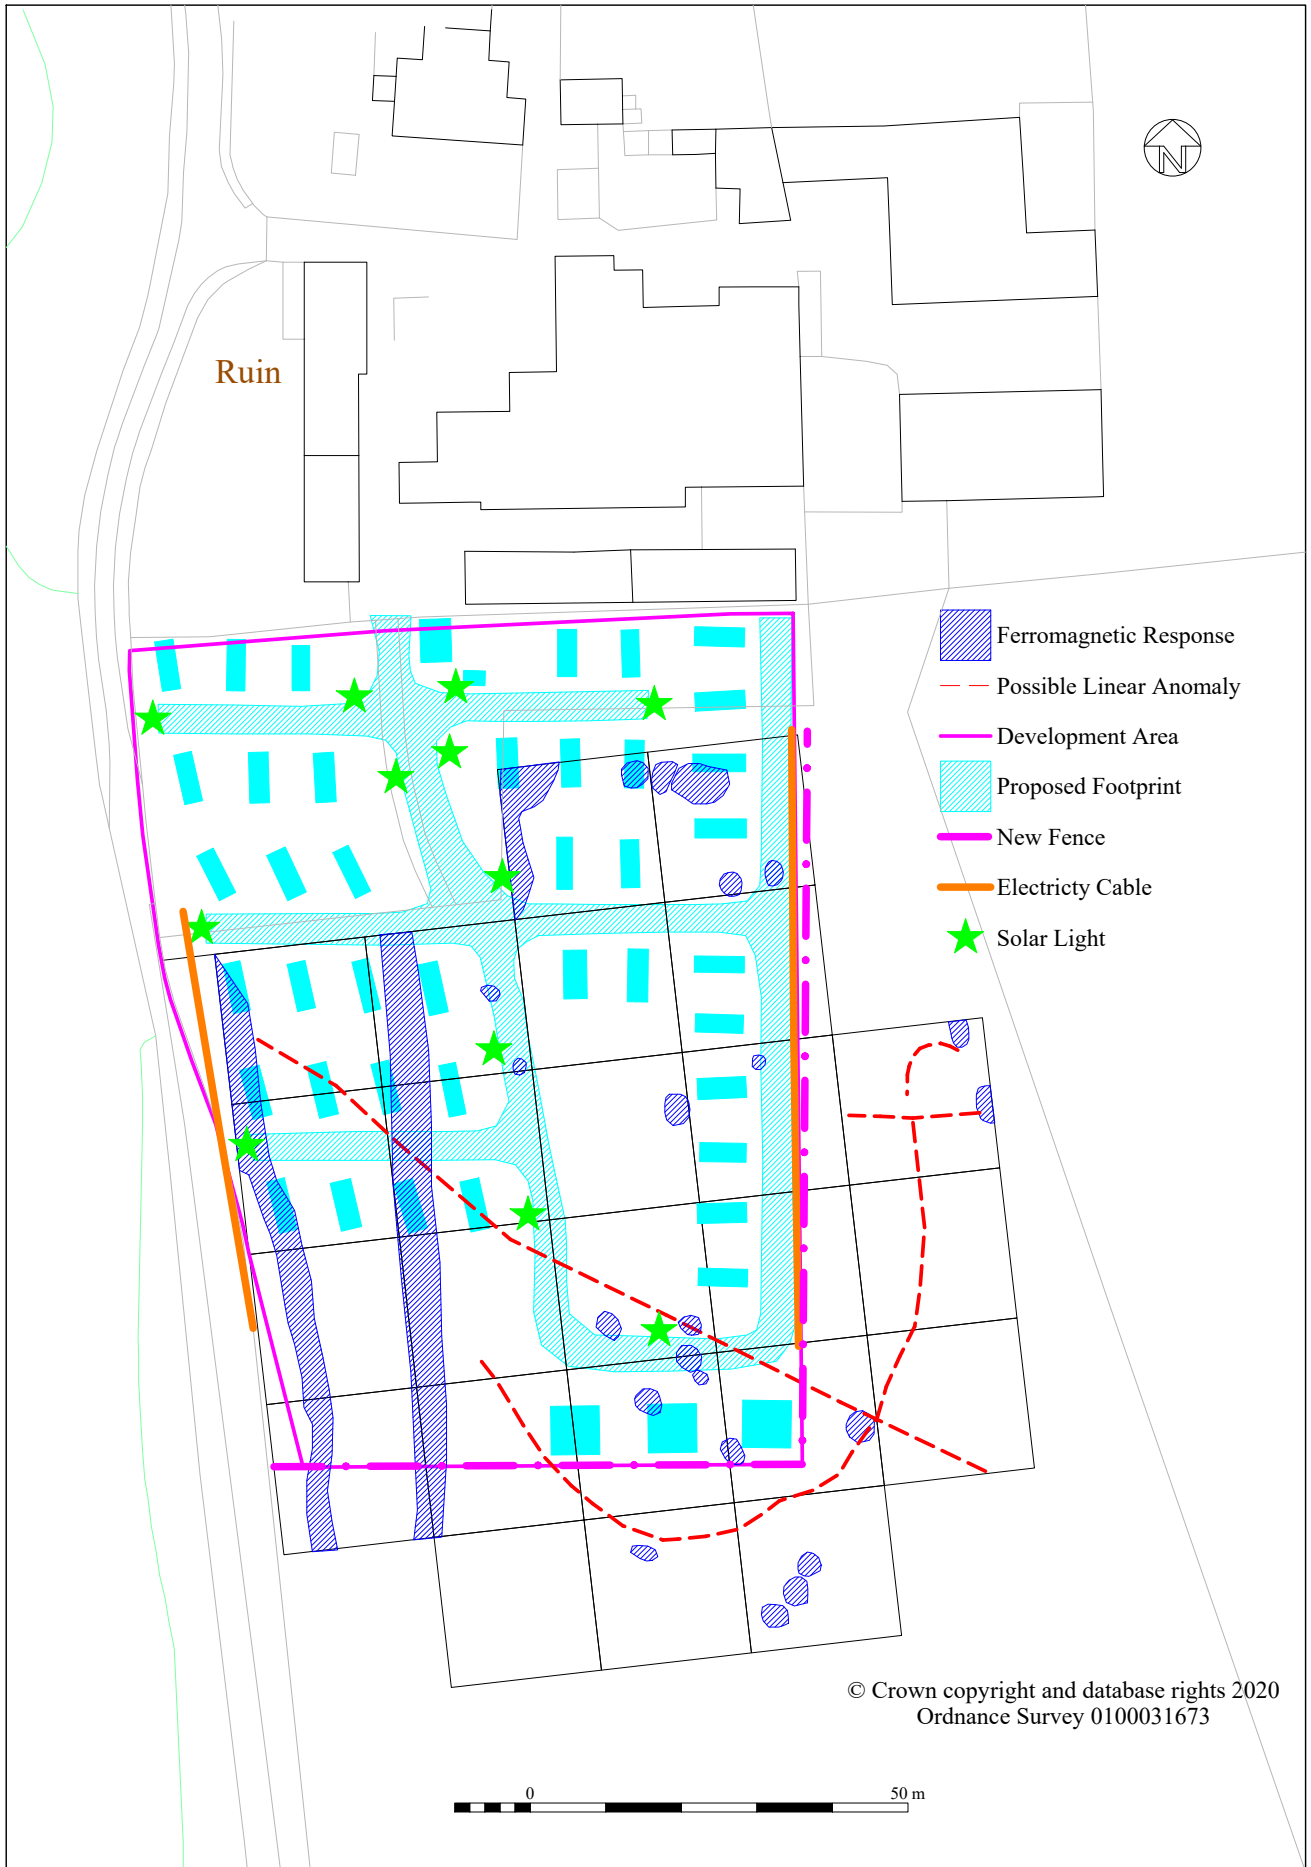 N
Ruin
Ferromagnetic Response
Possible Linear Anomaly
Development Area
Proposed Footprint
New Fence
Electricty Cable
Solar Light
© Crown copyright and database rights 2020
Ordnance Survey 0100031673
0 50 m